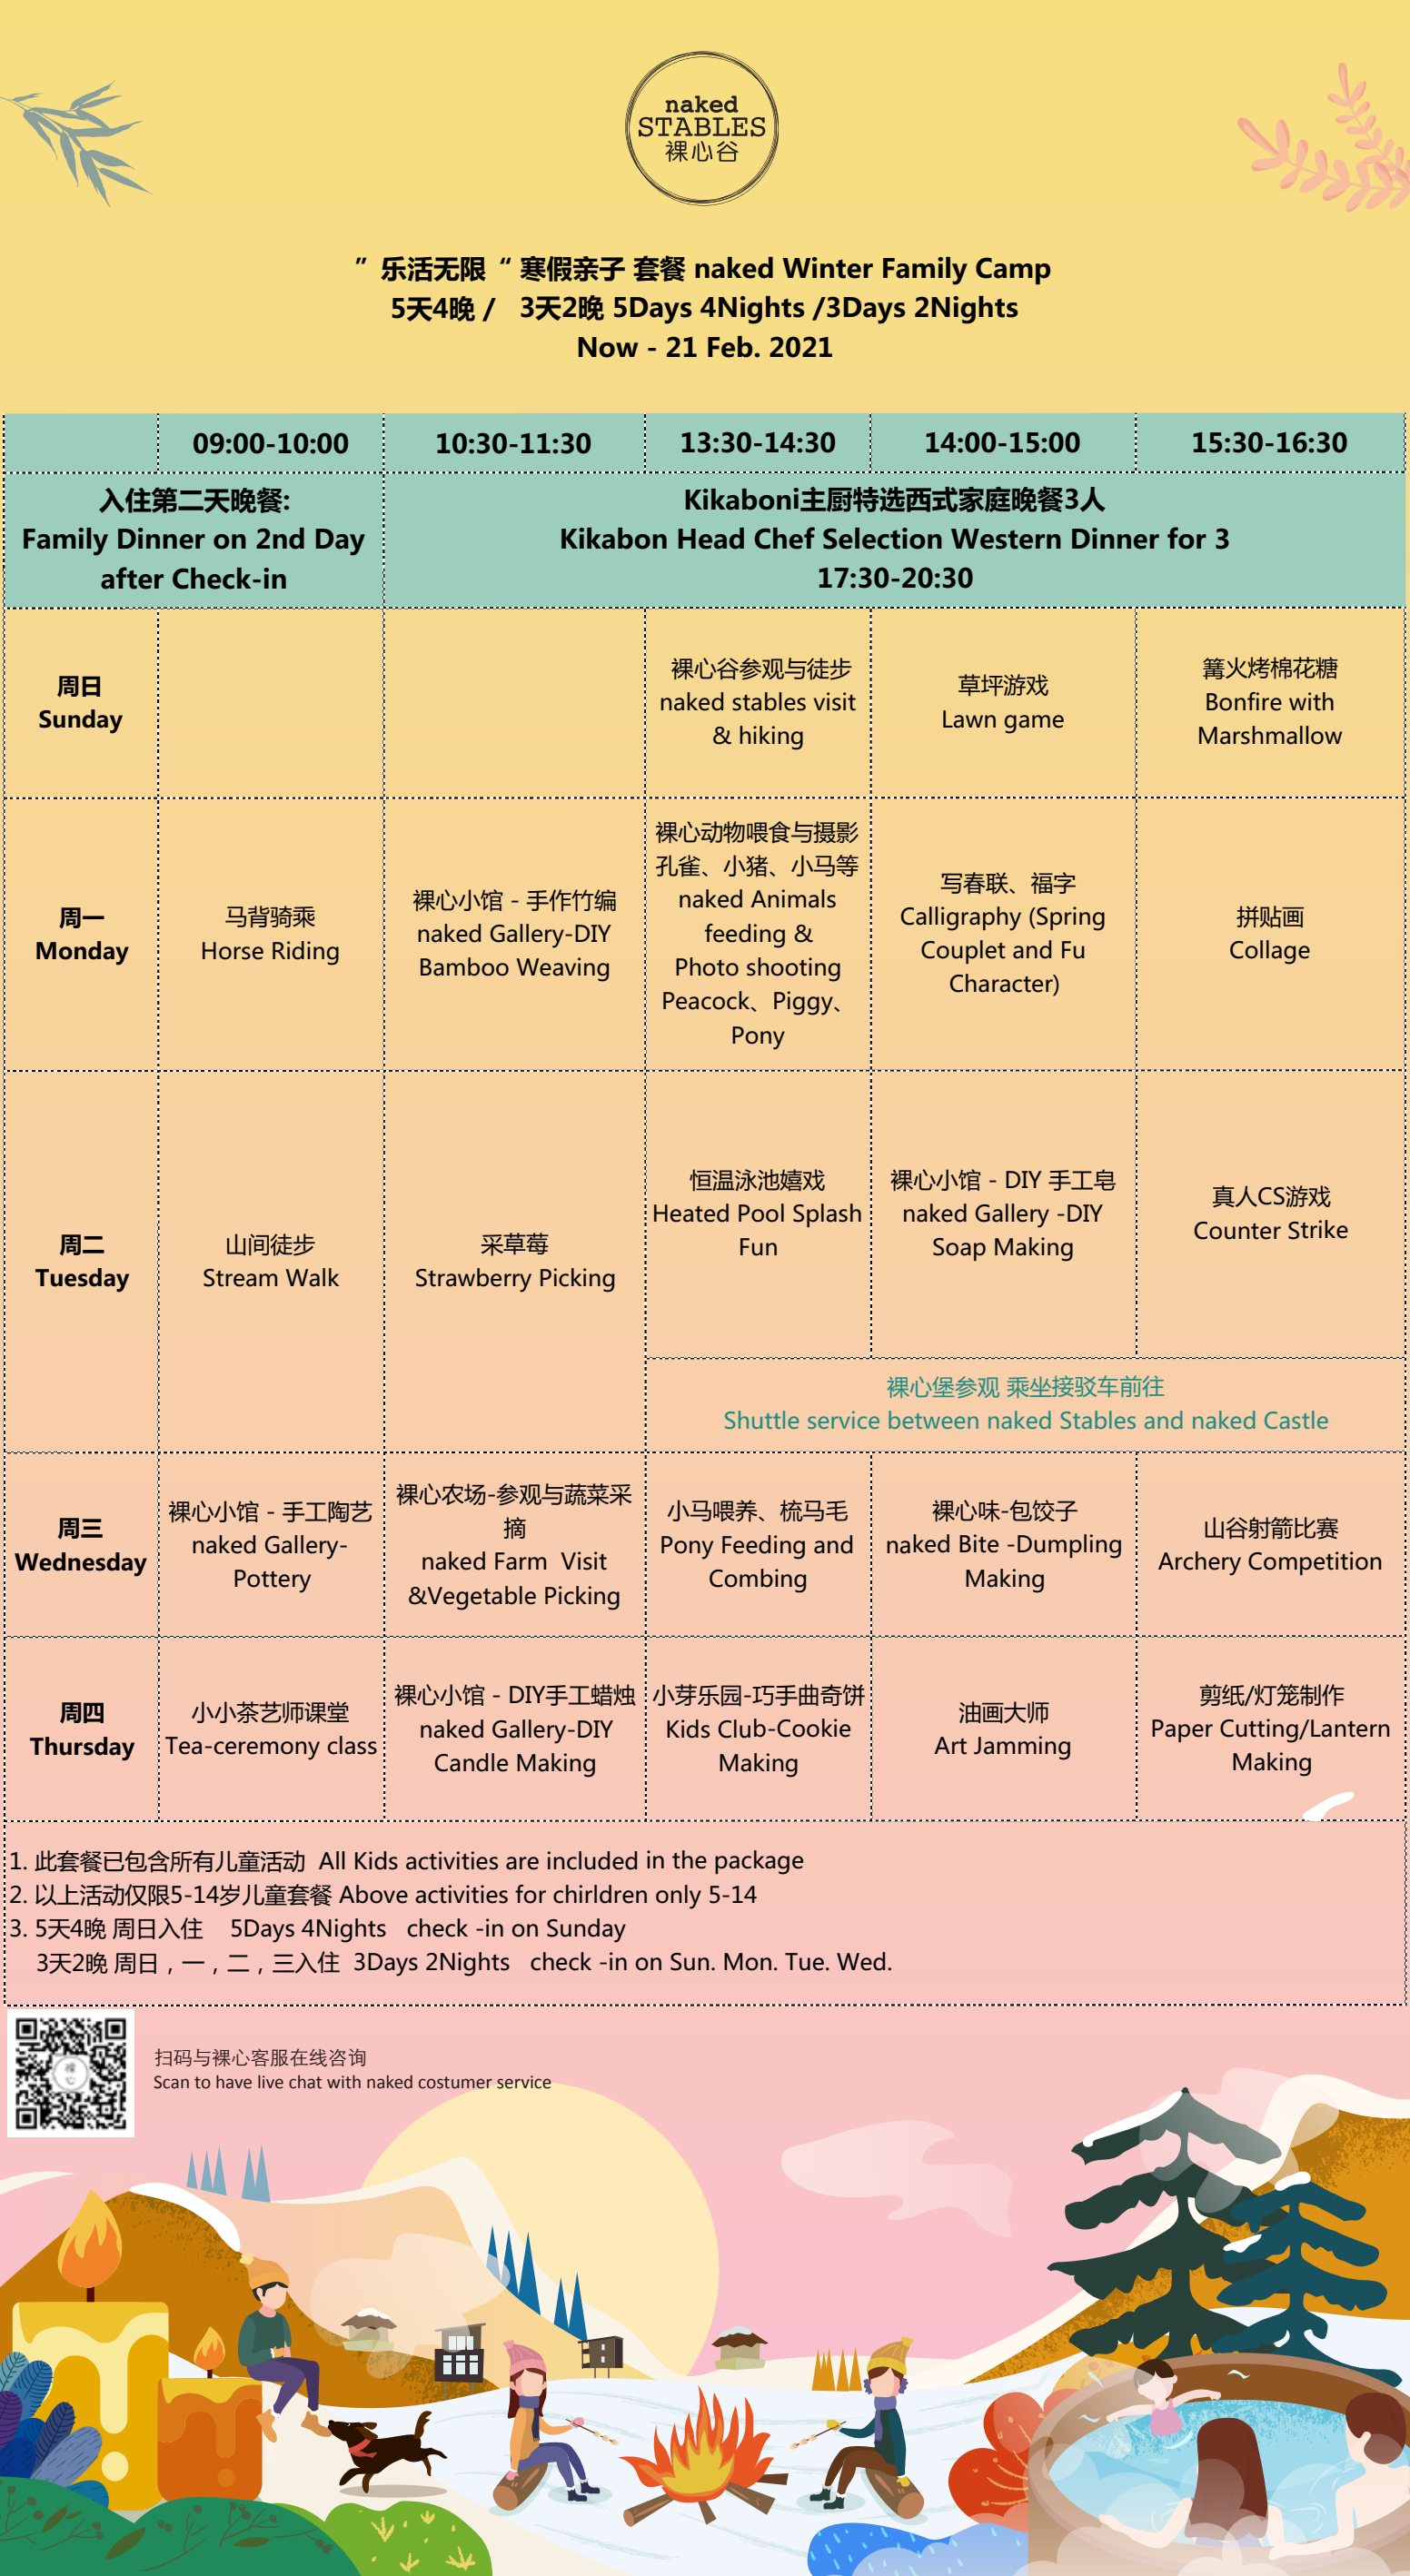 naked
STABLES
裸心谷
”乐活无限“ 寒假亲子 套餐 naked Winter Family Camp
5天4晚 / 3天2晚 5Days 4Nights /3Days 2Nights
Now - 21 Feb. 2021
09:00-10:00
10:30-11:30
13:30-14:30
14:00-15:00
15:30-16:30
入住第二天晚餐:
Family Dinner on 2nd Day
after Check-in
Kikaboni主厨特选西式家庭晚餐3人
Kikabon Head Chef Selection Western Dinner for 3
17:30-20:30
周日
Sunday
裸心谷参观与徒步
naked stables visit
& hiking
草坪游戏
Lawn game
篝火烤棉花糖
Bonfire with
Marshmallow
周一
Monday
马背骑乘
Horse Riding
裸心小馆 - 手作竹编
naked Gallery-DIY
Bamboo Weaving
裸心动物喂食与摄影
孔雀、小猪、小马等
naked Animals
feeding &
Photo shooting
Peacock、Piggy、
Pony
写春联、福字
Calligraphy (Spring
Couplet and Fu
Character)
拼贴画
Collage
周二
Tuesday
山间徒步
Stream Walk
采草莓
Strawberry Picking
恒温泳池嬉戏
Heated Pool Splash
Fun
裸心小馆 - DIY 手工皂
naked Gallery -DIY
Soap Making
真人CS游戏
Counter Strike
裸心堡参观 乘坐接驳车前往
Shuttle service between naked Stables and naked Castle
周三
Wednesday
裸心小馆 - 手工陶艺
naked Gallery-
Pottery
裸心农场-参观与蔬菜采
摘
naked Farm Visit
&Vegetable Picking
小马喂养、梳马毛
Pony Feeding and
Combing
裸心味-包饺子
naked Bite -Dumpling
Making
山谷射箭比赛
Archery Competition
周四
Thursday
小小茶艺师课堂
Tea-ceremony class
裸心小馆 - DIY手工蜡烛
naked Gallery-DIY
Candle Making
小芽乐园-巧手曲奇饼
Kids Club-Cookie
Making
油画大师
Art Jamming
剪纸/灯笼制作
Paper Cutting/Lantern
Making
1. 此套餐已包含所有儿童活动 All Kids activities are included in the package
2. 以上活动仅限5-14岁儿童套餐 Above activities for chirldren only 5-14
3. 5天4晚 周日入住 5Days 4Nights check -in on Sunday
3天2晚 周日，一，二，三入住 3Days 2Nights check -in on Sun. Mon. Tue. Wed.
扫码与裸心客服在线咨询
Scan to have live chat with naked costumer service